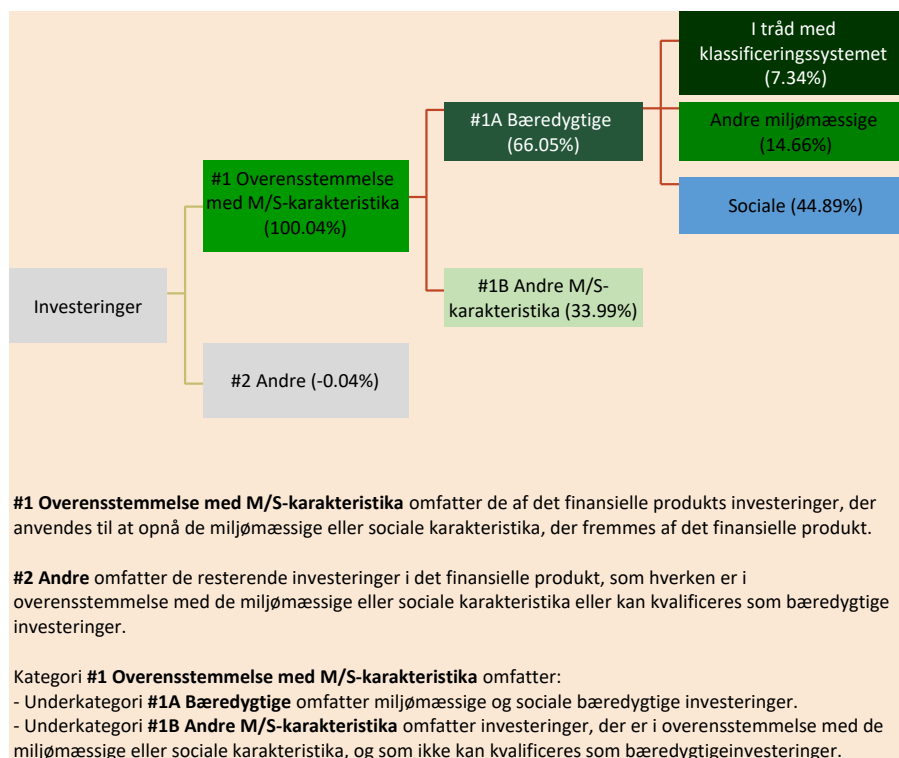 I tråd med
klassificeringssystemet
(7.34%)
#1A Bæredygtige
(66.05%)
Andre miljømæssige
(14.66%)
#1 Overensstemmelse
med M/S-karakteristika
(100.04%)
Sociale (44.89%)
Investeringer
#1B Andre M/S-
karakteristika (33.99%)
#2 Andre (-0.04%)
#1 Overensstemmelse med M/S-karakteristika omfatter de af det finansielle produkts investeringer, der
anvendes til at opnå de miljømæssige eller sociale karakteristika, der fremmes af det finansielle produkt.
#2 Andre omfatter de resterende investeringer i det finansielle produkt, som hverken er i
overensstemmelse med de miljømæssige eller sociale karakteristika eller kan kvalificeres som bæredygtige
investeringer.
Kategori #1 Overensstemmelse med M/S-karakteristika omfatter:
- Underkategori #1A Bæredygtige omfatter miljømæssige og sociale bæredygtige investeringer.
- Underkategori #1B Andre M/S-karakteristika omfatter investeringer, der er i overensstemmelse med de
miljømæssige eller sociale karakteristika, og som ikke kan kvalificeres som bæredygtigeinvesteringer.